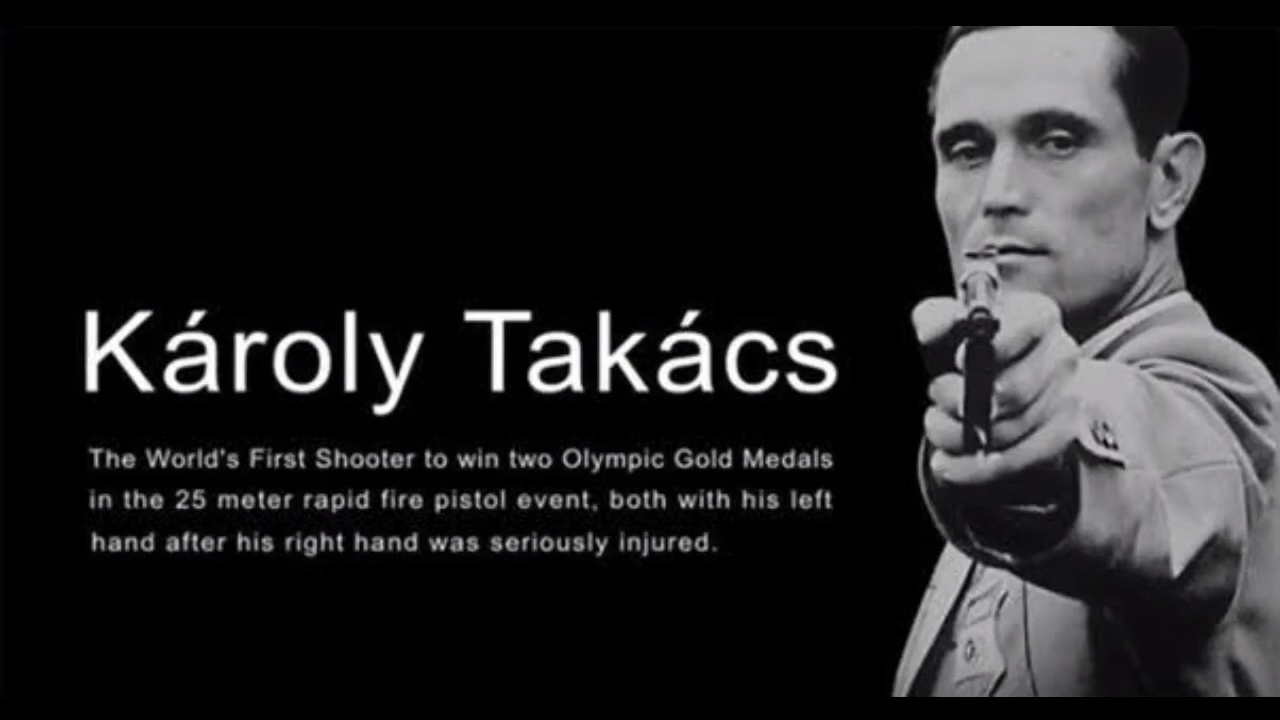 Károly Takács
The World's First Shooter to win two Olympic Gold Medals
in the 25 meter rapid fire pistol event, both with his left
hand after his right hand was seriously injured.